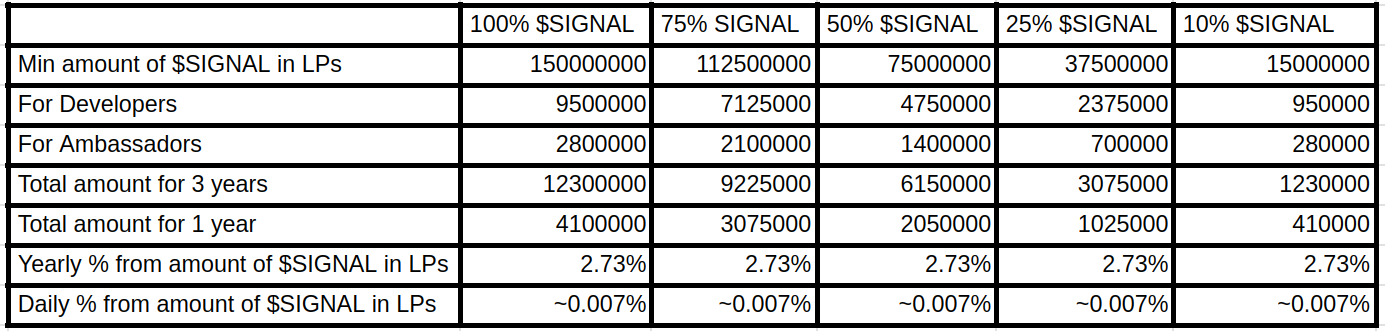 100% $SIGNAL 75% SIGNAL 50% $SIGNAL 25% $SIGNAL 10% $SIGNAL
Min amount of $SIGNAL in LPs 150000000 112500000 75000000 37500000 15000000
For Developers 9500000 7125000 4750000 2375000 950000
For Ambassadors 2800000 2100000 1400000 700000 280000
Total amount for 3 years 12300000 9225000 6150000 3075000 1230000
Total amount for 1 year 4100000 3075000 2050000 1025000 410000
Yearly % from amount of $SIGNAL in LPs 2.73% 2.73% 2.73% 2.73% 2.73%
Daily % from amount of $SIGNAL in LPs ~0.007% ~0.007% ~0.007% ~0.007% ~0.007%